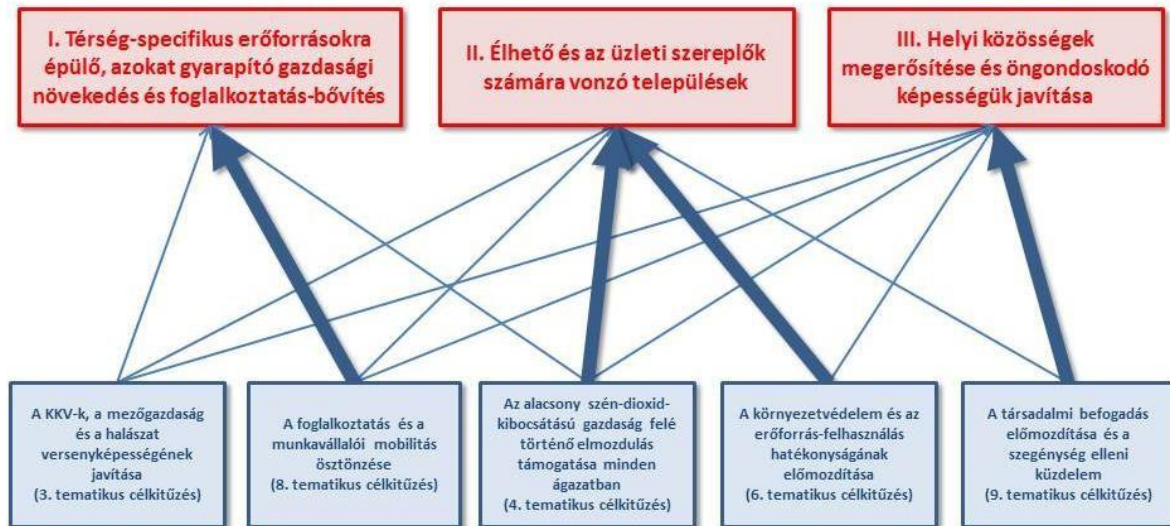 I. Térség-specifikus erőforrásokra
épülő, azokat gyarapító gazdasági
növekedés és foglalkoztatás-bővítés
II. Élhető és az üzleti szereplők
számára vonzó települések
III. Helyi közösségek
megerősítése és öngondoskodó
képességük javítása
A KKV-k, a mezőgazdaság
és a halászat
versenyképességének
javítása
(3. tematikus célkitűzés)
A foglalkoztatás és a
munkavállalói mobilitás
ösztönzése
(8. tematikus célkitűzés)
Az alacsony szén-dioxid-
kibocsátású gazdaság felé
történő elmozdulás
támogatása minden
ágazatban
(4. tematikus célkitűzés)
A környezetvédelem és az
erőforrás-felhasználás
hatékonyságának
előmozdítása
(6. tematikus célkitűzés)
A társadalmi befogadás
előmozdítása és a
szegénység elleni
küzdelem
(9. tematikus célkitűzés)